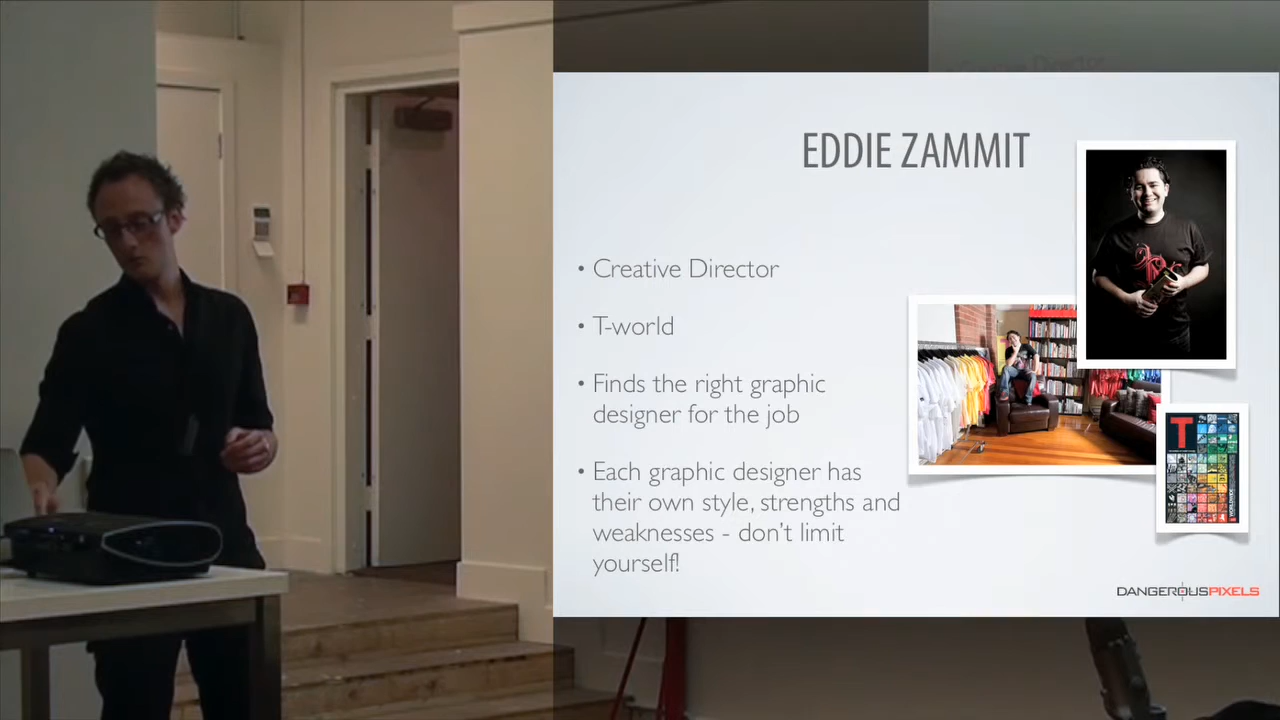 EDDIE ZAMMIT
• Creative Director
• T-world
• Finds the right graphic
designer for the job
• Each graphic designer has
their own style, strengths and
weaknesses - don't limit
yourself!
T
DANGEROUSPIXELS